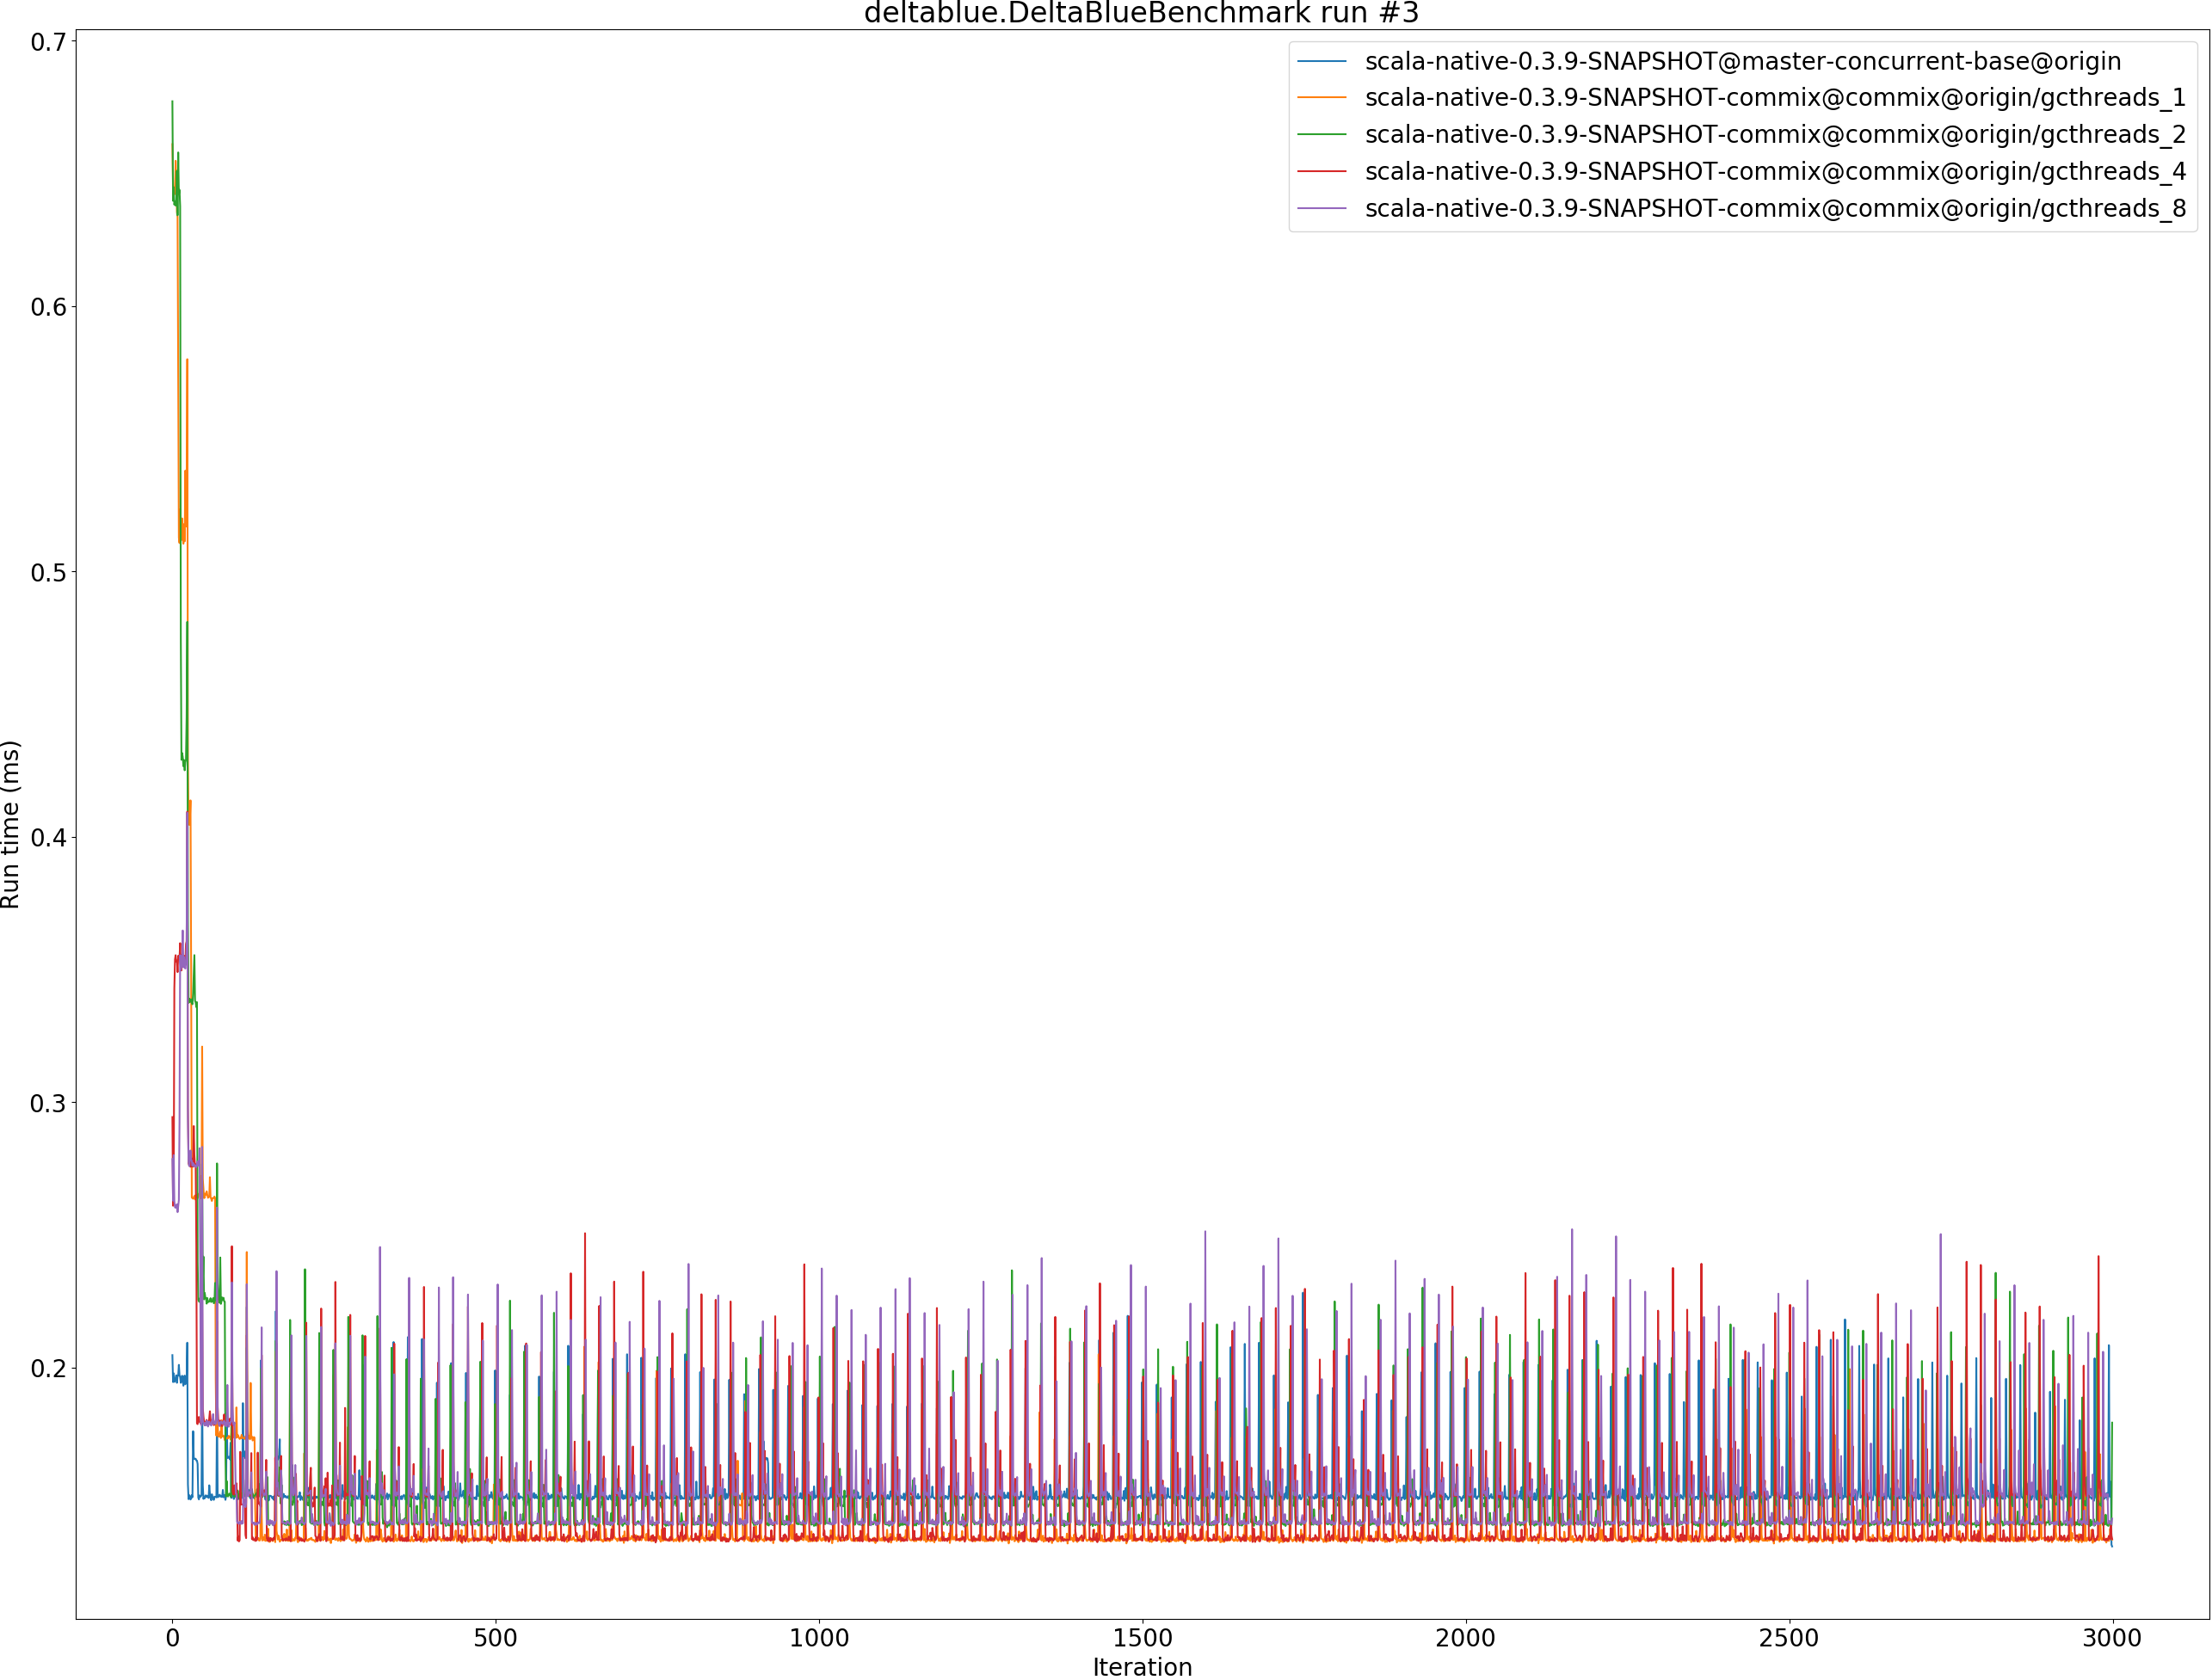 deltablue.DeltaBlueBenchmark run #3
scala-native-0.3.9-SNAPSHOT@master-concurrent-base@origin
scala-native-0.3.9-SNAPSHOT-commix@commix@origin/gcthreads_1
scala-native-0.3.9-SNAPSHOT-commix@commix@origin/gcthreads_2
scala-native-0.3.9-SNAPSHOT-commix@commix@origin/gcthreads_4
scala-native-0.3.9-SNAPSHOT-commix@commix@origin/gcthreads_8
Run time (ms)
0.7
0.6
0.5
0.4
0.3
0.2
0
500
1000
1500
2000
2500
3000
Iteration